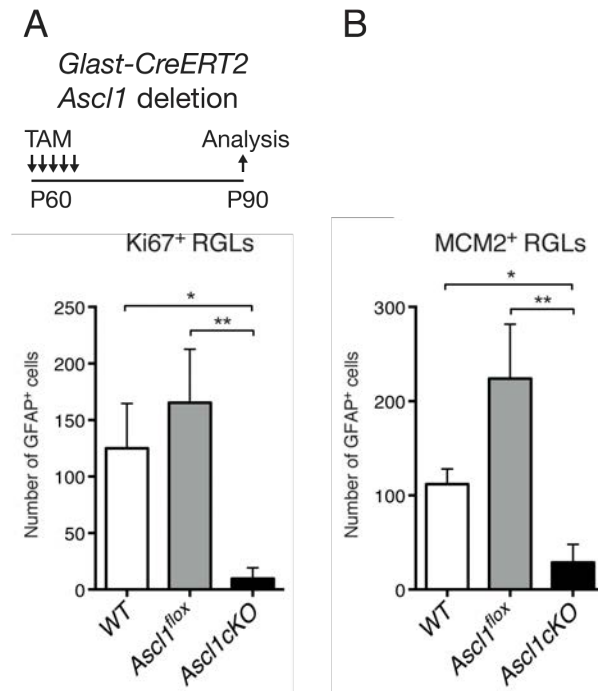 A
Glast-CreERT2
Ascl1 deletion
TAM Analysis
P60 P90
Ki67+ RGLs
* 
**
Number of GFAP+ cells
250
200
150
100
50
0
WT
Ascl1flox
Ascl1cKO
B
MCM2+ RGLs
*
**
Number of GFAP+ cells
300
200
100
0
WT
Ascl1flox
Ascl1cKO